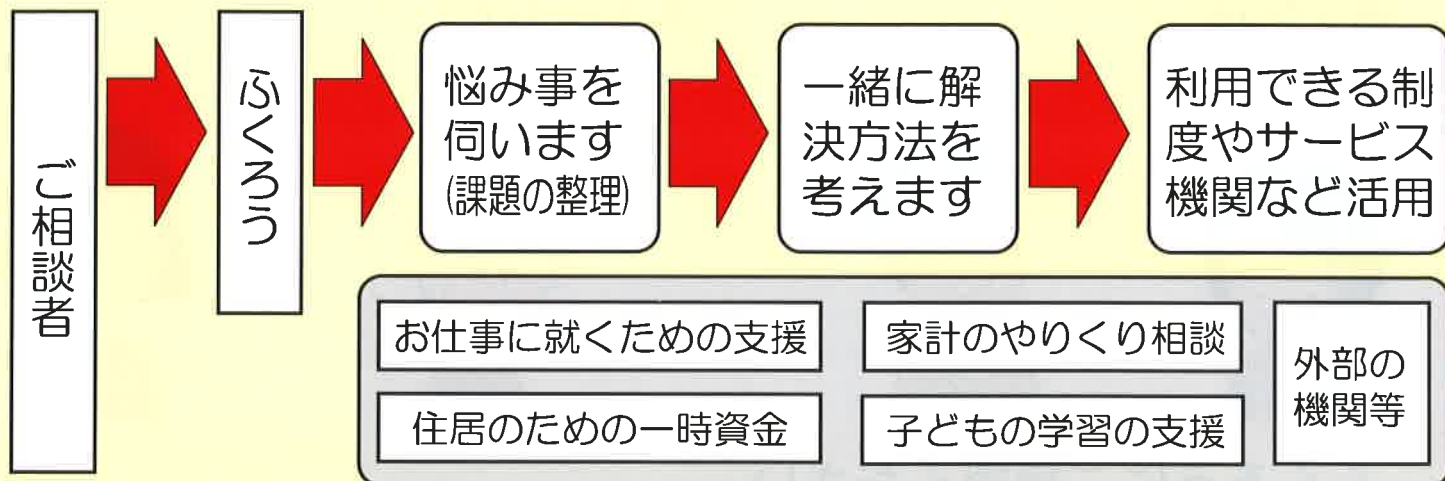 ご相談者
ふくろう
悩み事を
伺います
(課題の整理)
一緒に解
決方法を
考えます
利用できる制
度やサービス
機関など活用
お仕事に就くための支援
家計のやりくり相談
住居のための一時資金
子どもの学習の支援
外部の
機関等